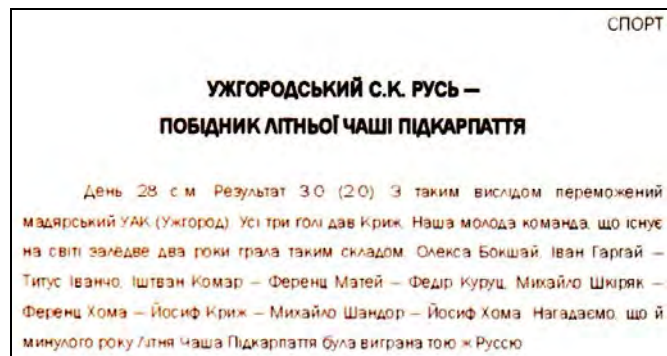 СПОРТ
УЖГОРОДСЬКИЙ С.К. РУСЬ —
ПОБІДНИК ЛІТНЬОЇ ЧАШІ ПІДКАРПАТТЯ
День 28 с м Результат 3 0 (2 0) З таким вислідом переможений
мадярський УАК (Ужгород) Усі три голі дав Криж. Наша молода команда, що існує
на світі заледве два роки грала таким складом. Олекса Бокшай, Іван Гаргай —
Титус Іванчо, Іштван Комар — Ференц Матей — Федір Куруц, Михайло Шкіряк —
Ференц Хома — Йосиф Криж — Михайло Шандор — Йосиф Хома. Нагадаємо, що й
минулого року Літня Чаша Підкарпаття була виграна тою ж Руссю